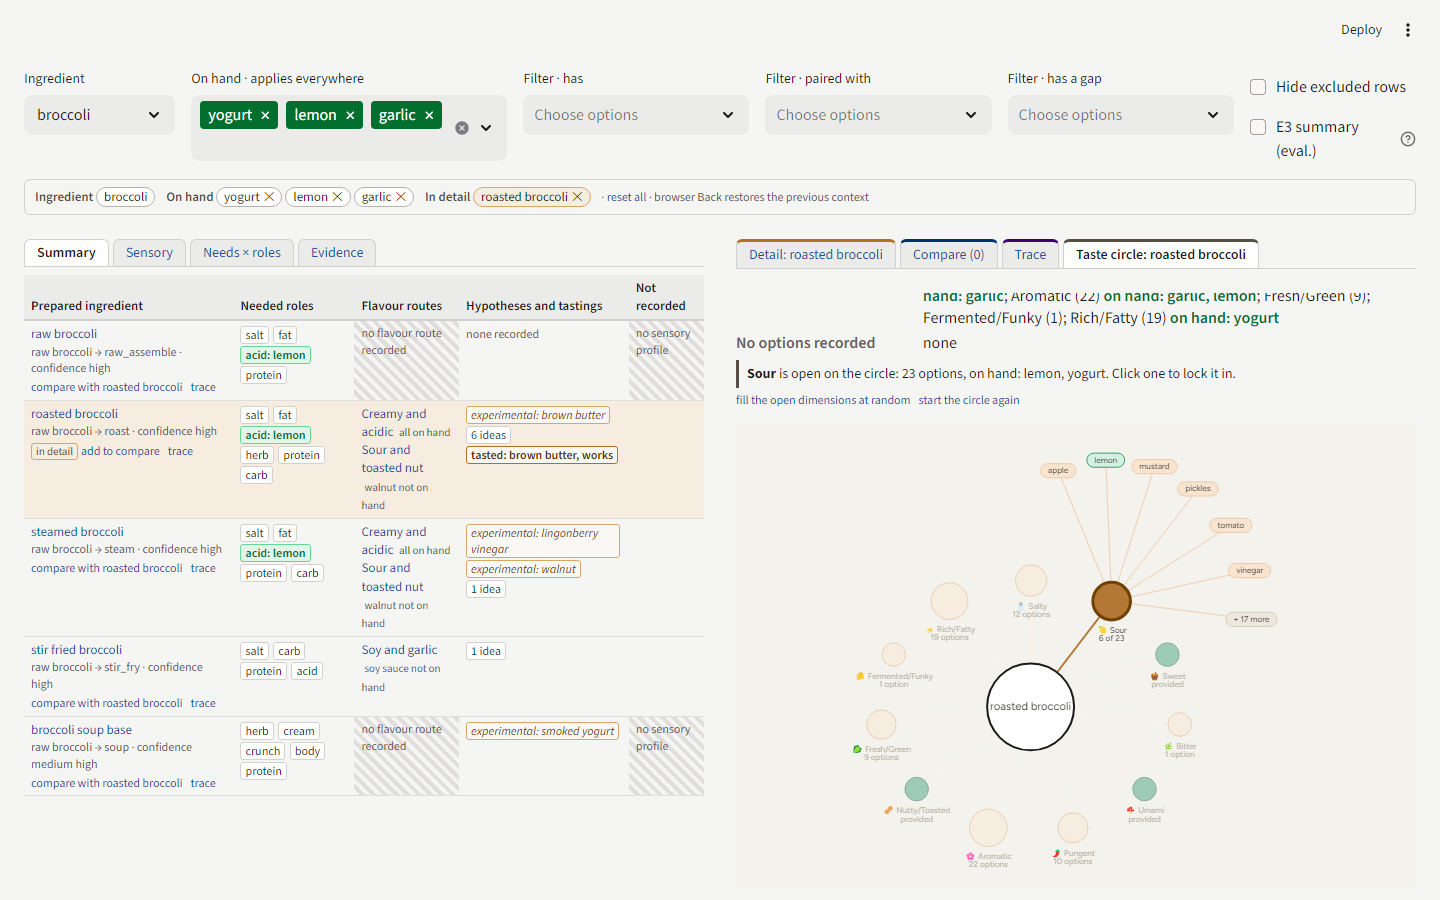 Deploy
Ingredient
On hand · applies everywhere
Filter · has
Filter · paired with
Filter · has a gap
broccoli
yogurt ×
lemon ×
garlic ×
Choose options
Choose options
Choose options
Hide excluded rows
E3 summary
(eval.)
Ingredient broccoli On hand yogurt × lemon × garlic × In detail roasted broccoli × · reset all · browser Back restores the previous context
Summary
Sensory
Needs × roles
Evidence
Prepared ingredient
Needed roles
Flavour routes
Hypotheses and tastings
Not
recorded
raw broccoli
raw broccoli → raw_assemble ·
confidence high
compare with roasted broccoli trace
salt fat
acid: lemon
protein
no flavour route
recorded
none recorded
no sensory
profile
roasted broccoli
raw broccoli → roast · confidence high
in detail add to compare trace
salt fat
acid: lemon
herb protein
carb
Creamy and
acidic all on hand
Sour and
toasted nut
walnut not on
hand
experimental: brown butter
6 ideas
tasted: brown butter, works
steamed broccoli
raw broccoli → steam · confidence high
compare with roasted broccoli trace
salt fat
acid: lemon
protein carb
Creamy and
acidic all on hand
Sour and
toasted nut
walnut not on
hand
experimental: lingonberry
vinegar
experimental: walnut
1 idea
stir fried broccoli
raw broccoli → stir_fry · confidence
high
compare with roasted broccoli trace
salt carb
protein acid
Soy and garlic
soy sauce not on
hand
1 idea
broccoli soup base
raw broccoli → soup · confidence
medium high
compare with roasted broccoli trace
herb cream
crunch body
protein
no flavour route
recorded
experimental: smoked yogurt
no sensory
profile
Detail: roasted broccoli
Compare (0)
Trace
Taste circle: roasted broccoli
hand: garlic; Aromatic (22) on hand: garlic, lemon; Fresh/Green (9);
Fermented/Funky (1); Rich/Fatty (19) on hand: yogurt
No options recorded none
Sour is open on the circle: 23 options, on hand: lemon, yogurt. Click one to lock it in.
fill the open dimensions at random start the circle again
apple
lemon
mustard
pickles
tomato
vinegar
+ 17 more
Salty
12 options
Rich/Fatty
19 options
Sour
6 of 23
Fermented/Funky
1 option
Sweet
provided
roasted broccoli
Fresh/Green
9 options
Bitter
1 option
Nutty/Toasted
provided
Umami
provided
Aromatic
22 options
Pungent
10 options